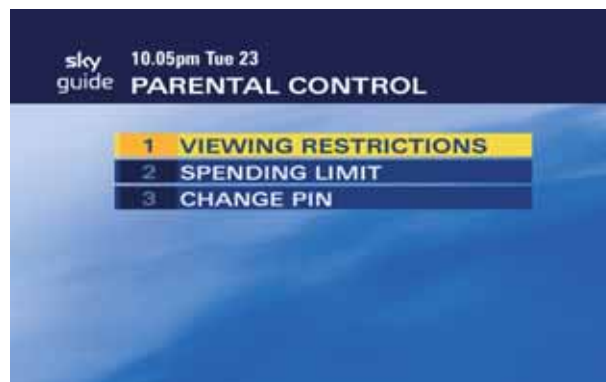 sky guide
10.05pm Tue 23
PARENTAL CONTROL
1 VIEWING RESTRICTIONS
2 SPENDING LIMIT
3 CHANGE PIN